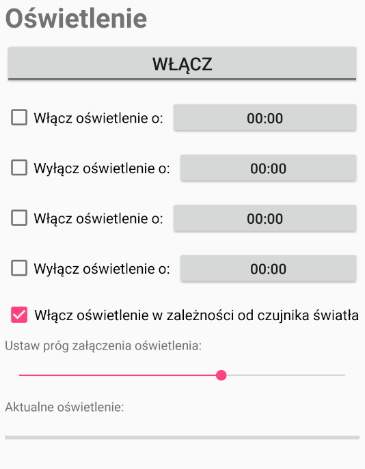 Oświetlenie
WŁĄCZ
Włącz oświetlenie o: 00:00
Wyłącz oświetlenie o: 00:00
Włącz oświetlenie o: 00:00
Wyłącz oświetlenie o: 00:00
Włącz oświetlenie w zależności od czujnika światła
Ustaw próg załączenia oświetlenia:
Aktualne oświetlenie: